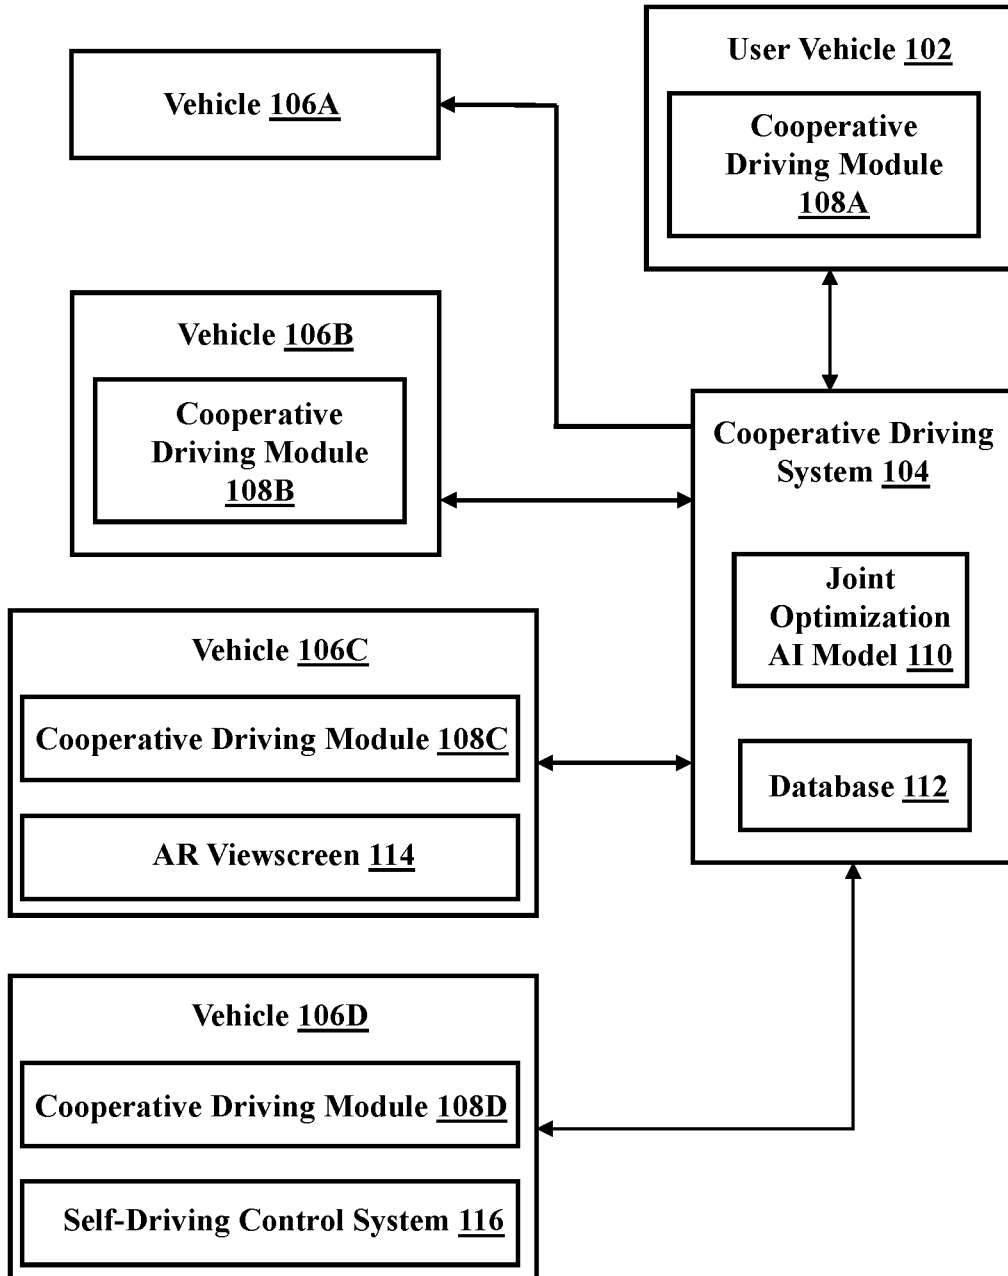 User Vehicle 102
Cooperative
Driving Module
108A
Vehicle 106A
Vehicle 106B
Cooperative
Driving Module
108B
Cooperative Driving
System 104
Joint
Optimization
AI Model 110
Database 112
Vehicle 106C
Cooperative Driving Module 108C
AR Viewscreen 114
Vehicle 106D
Cooperative Driving Module 108D
Self-Driving Control System 116